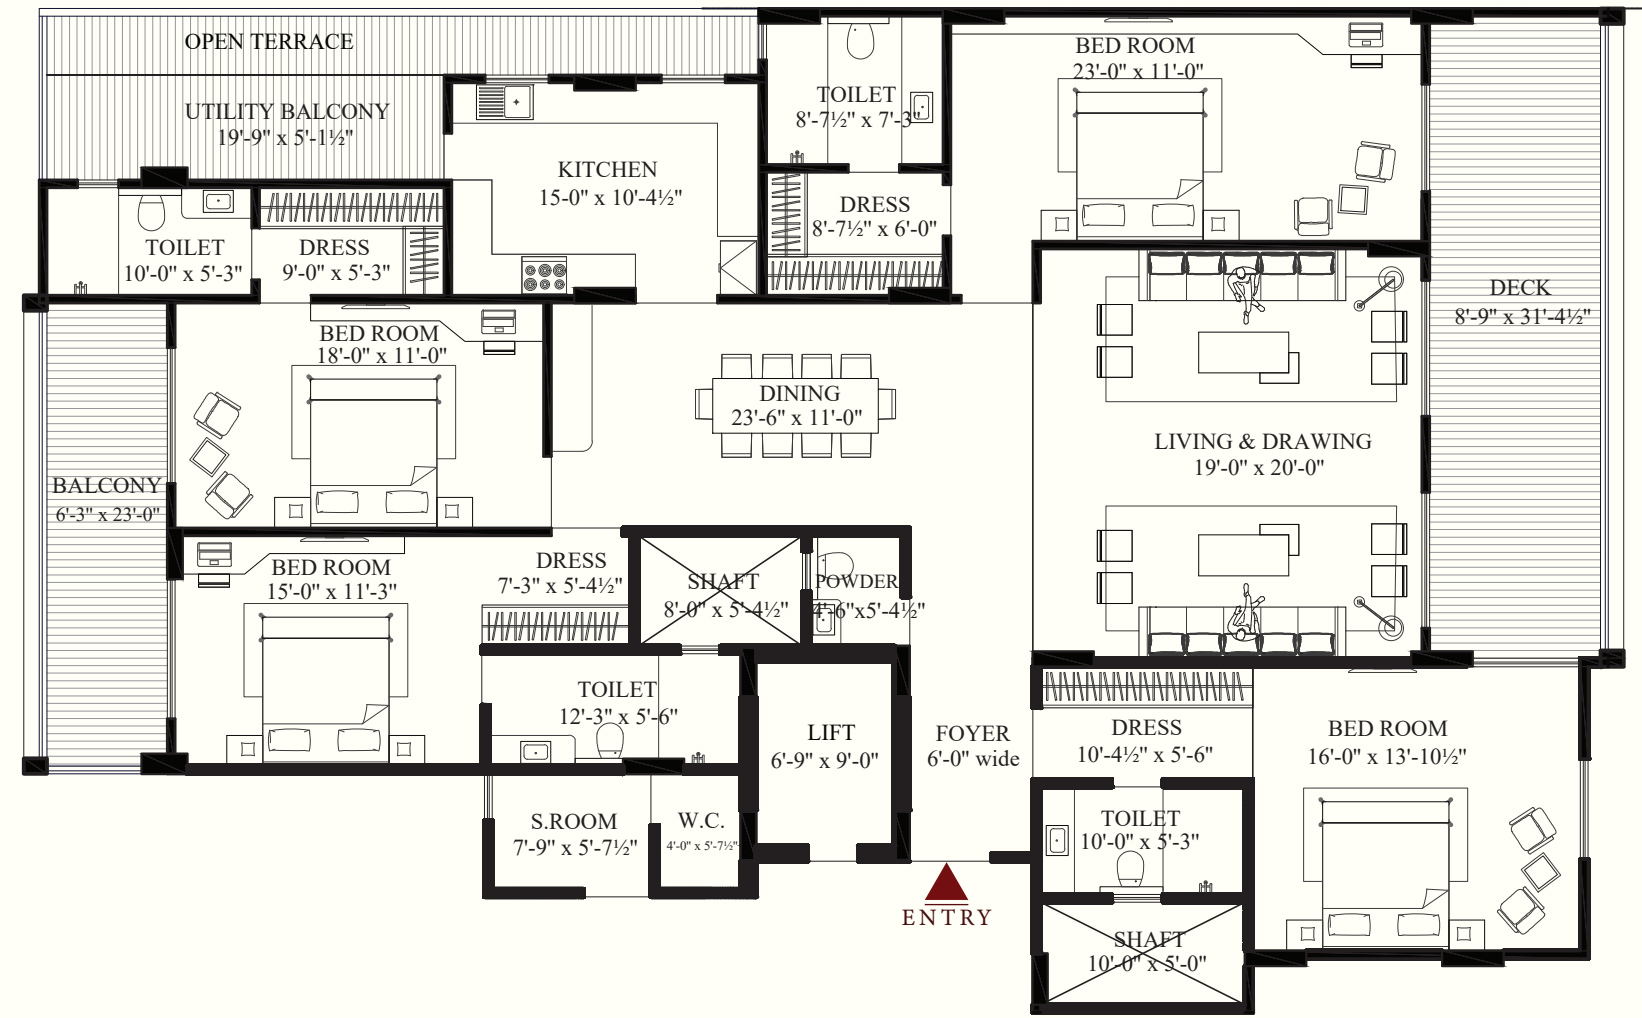 OPEN TERRACE
UTILITY BALCONY
19'-9" x 5'-1½"
KITCHEN
15-0" x 10'-4½"
TOILET
8'-7½" x 7'-3"
DRESS
8'-7½" x 6'-0"
BED ROOM
23'-0" x 11'-0"
TOILET
10'-0" x 5'-3"
DRESS
9'-0" x 5'-3"
BED ROOM
18'-0" x 11'-0"
DINING
23'-6" x 11'-0"
LIVING & DRAWING
19'-0" x 20'-0"
DECK
8'-9" x 31'-4½"
BALCONY
6'-3" x 23'-0"
BED ROOM
15'-0" x 11'-3"
DRESS
7'-3" x 5'-4½"
SHAFT
8'-0" x 5'-4½"
POWDER
4'-6"x5'-4½"
TOILET
12'-3" x 5'-6"
LIFT
6'-9" x 9'-0"
FOYER
6'-0" wide
DRESS
10'-4½" x 5'-6"
BED ROOM
16'-0" x 13'-10½"
S.ROOM
7'-9" x 5'-7½"
W.C.
4'-0" x 5'-7½"
TOILET
10'-0" x 5'-3"
ENTRY
SHAFT
10'-0" x 5'-0"